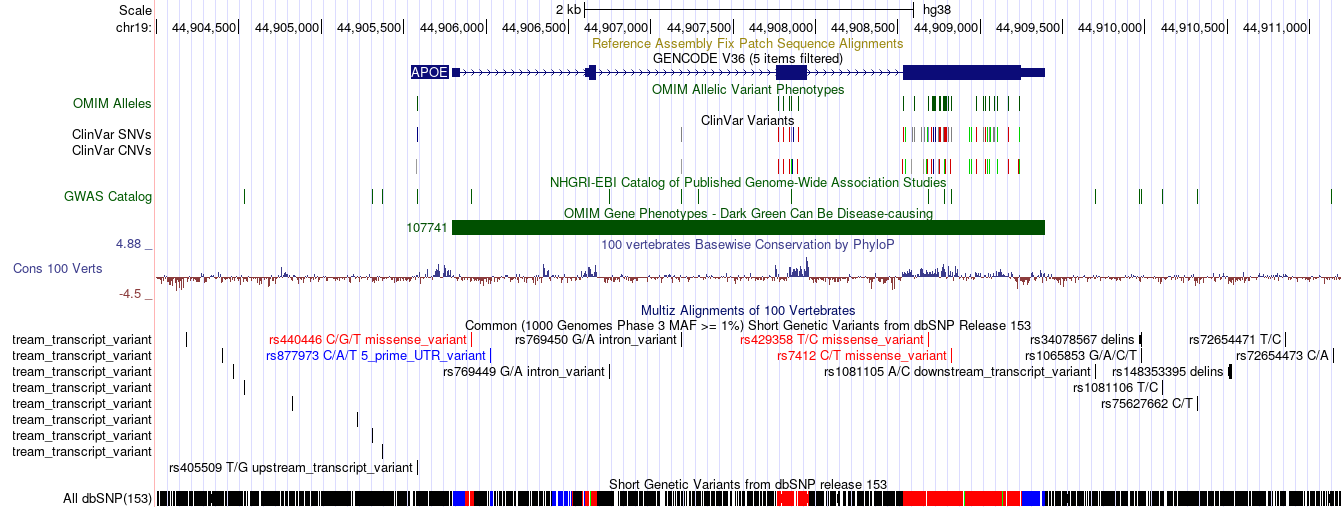 Scale 2 kb hg38
chr19: 44,904,500 44,905,000 44,905,500 44,906,000 44,906,500 44,907,000 44,907,500 44,908,000 44,908,500 44,909,000 44,909,500 44,910,000 44,910,500 44,911,000
Reference Assembly Fix Patch Sequence Alignments
GENCODE V36 (5 items filtered)
APOE
OMIM Allelic Variant Phenotypes
OMIM Alleles
ClinVar Variants
ClinVar SNVs
ClinVar CNVs
NHGRI-EBI Catalog of Published Genome-Wide Association Studies
GWAS Catalog
OMIM Gene Phenotypes - Dark Green Can Be Disease-causing
107741
4.88 _ 100 vertebrates Basewise Conservation by PhyloP
Cons 100 Verts
-4.5 _
Multiz Alignments of 100 Vertebrates
Common (1000 Genomes Phase 3 MAF >= 1%) Short Genetic Variants from dbSNP Release 153
tream_transcript_variant rs440446 C/G/T missense_variant rs769450 G/A intron_variant rs429358 T/C missense_variant rs34078567 delins rs72654471 T/C
tream_transcript_variant rs877973 C/A/T 5_prime_UTR_variant rs7412 C/T missense_variant rs1065853 G/A/C/T rs72654473 C/A
tream_transcript_variant rs769449 G/A intron_variant rs1081105 A/C downstream_transcript_variant rs148353395 delins
tream_transcript_variant rs1081106 T/C
tream_transcript_variant rs75627662 C/T
tream_transcript_variant
tream_transcript_variant
tream_transcript_variant
rs405509 T/G upstream_transcript_variant
Short Genetic Variants from dbSNP release 153
All dbSNP(153)